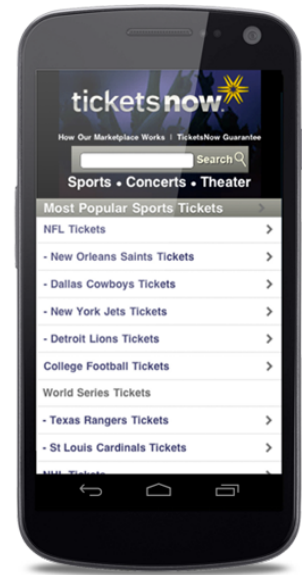 ticketsnow.
How Our Marketplace Works | TicketsNow Guarantee
Search
Sports • Concerts • Theater
Most Popular Sports Tickets
NFL Tickets
- New Orleans Saints Tickets
- Dallas Cowboys Tickets
- New York Jets Tickets
- Detroit Lions Tickets
College Football Tickets
World Series Tickets
- Texas Rangers Tickets
- St Louis Cardinals Tickets
NHL Tickets